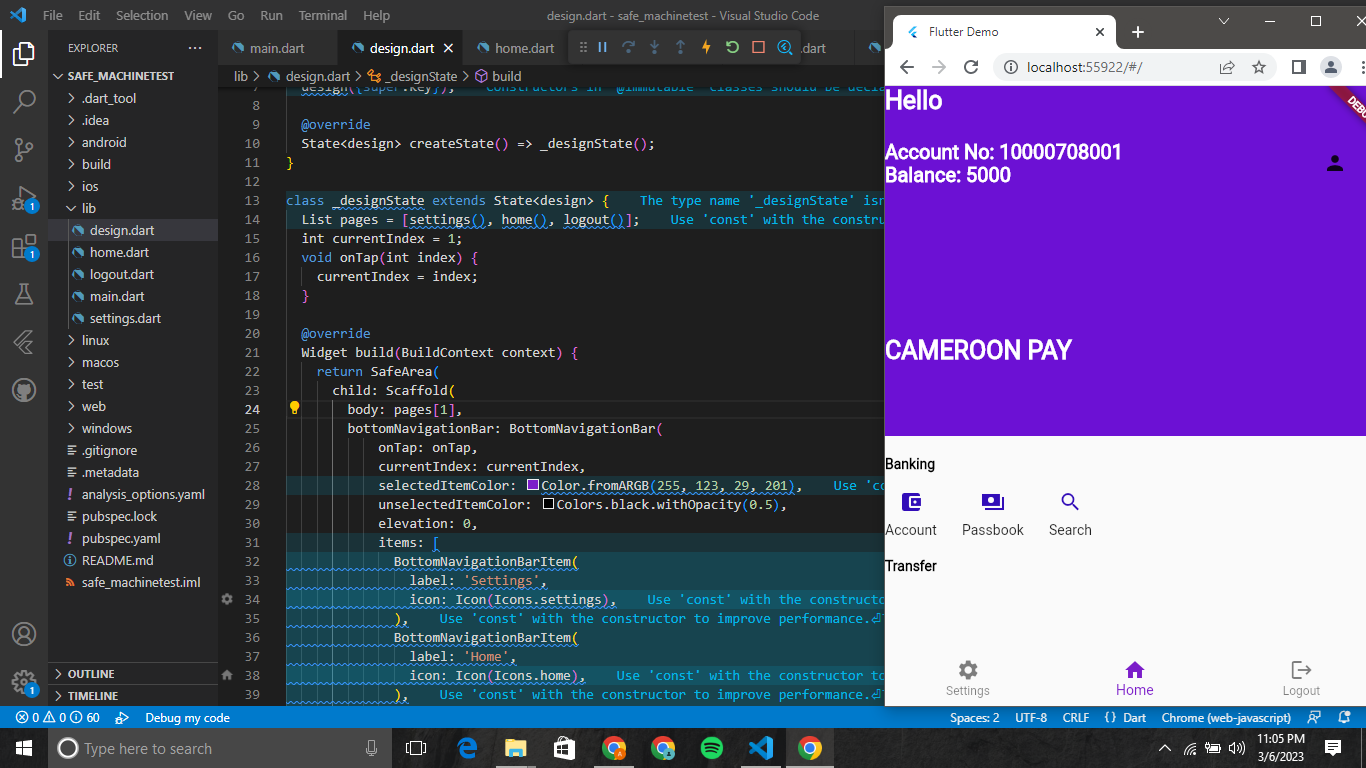 File Edit Selection View Go Run Terminal Help design.dart - safe_machinetest - Visual Studio Code
EXPLORER
SAFE_MACHINETEST
.dart_tool
.idea
android
build
ios
lib
design.dart
home.dart
logout.dart
main.dart
settings.dart
linux
macos
test
web
windows
.gitignore
.metadata
analysis_options.yaml
pubspec.lock
pubspec.yaml
README.md
safe_machinetest.iml
OUTLINE
TIMELINE
1
1
1
main.dart design.dart home.dart .dart
lib > design.dart > _designState > build
7 design({super.key}); Constructors in '@immutable' classes should be decla
8
9 @override
10 State<design> createState() => _designState();
11 }
12
13 class _designState extends State<design> { The type name '_designState' isn
14 List pages = [settings(), home(), logout()]; Use 'const' with the constru
15 int currentIndex = 1;
16 void onTap(int index) {
17 currentIndex = index;
18 }
19
20 @override
21 Widget build(BuildContext context) {
22 return SafeArea(
23 child: Scaffold(
24 body: pages[1],
25 bottomNavigationBar: BottomNavigationBar(
26 onTap: onTap,
27 currentIndex: currentIndex,
28 selectedItemColor: Color.fromARGB(255, 123, 29, 201), Use 'co
29 unselectedItemColor: Colors.black.withOpacity(0.5),
30 elevation: 0,
31 items: [
32 BottomNavigationBarItem(
33 label: 'Settings',
34 icon: Icon(Icons.settings), Use 'const' with the constructo
35 ), Use 'const' with the constructor to improve performance.⏎
36 BottomNavigationBarItem(
37 label: 'Home',
38 icon: Icon(Icons.home), Use 'const' with the constructor to
39 ), Use 'const' with the constructor to improve performance.⏎
Flutter Demo
localhost:55922/#/
DEBU
Hello
Account No: 10000708001
Balance: 5000
CAMEROON PAY
Banking
Account Passbook Search
Transfer
Settings Home Logout
0 0 60 Debug my code Spaces: 2 UTF-8 CRLF {} Dart Chrome (web-javascript)
Type here to search
11:05 PM
3/6/2023